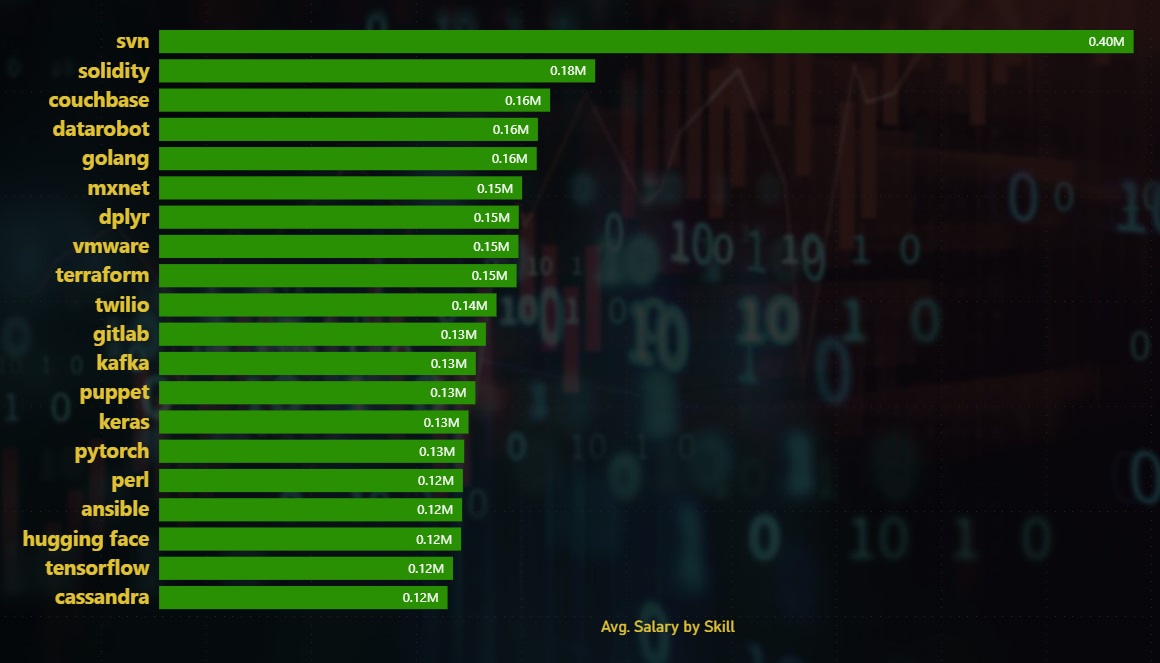 svn 0.40M
solidity 0.18M
couchbase 0.16M
datarobot 0.16M
golang 0.16M
mxnet 0.15M
dplyr 0.15M
vmware 0.15M
terraform 0.15M
twilio 0.14M
gitlab 0.13M
kafka 0.13M
puppet 0.13M
keras 0.13M
pytorch 0.13M
perl 0.12M
ansible 0.12M
hugging face 0.12M
tensorflow 0.12M
cassandra 0.12M
Avg. Salary by Skill